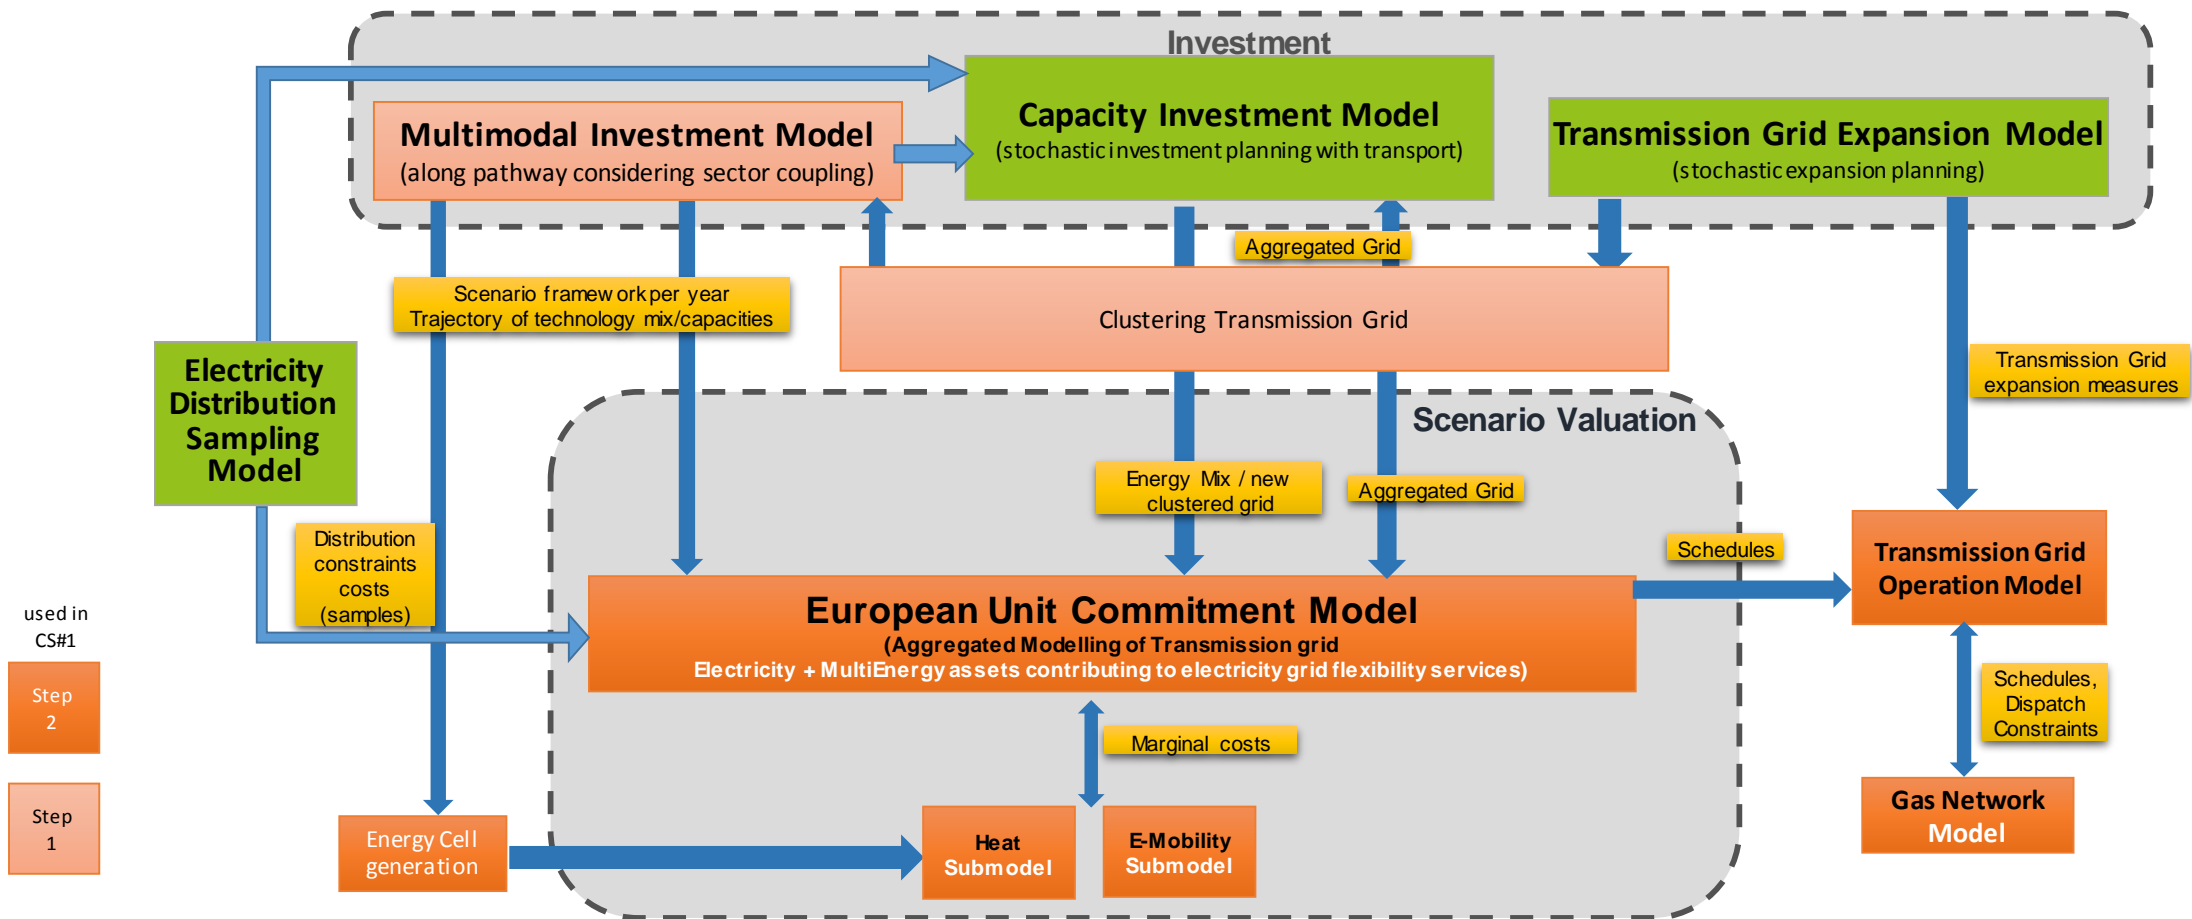 Investment
Multimodal Investment Model
(along pathway considering sector coupling)
Capacity Investment Model
(stochastic investment planning with transport)
Transmission Grid Expansion Model
(stochastic expansion planning)
Aggregated Grid
Scenario framework per year
Trajectory of technology mix/capacities
Clustering Transmission Grid
Electricity
Distribution
Sampling
Model
Transmission Grid
expansion measures
Scenario Valuation
Energy Mix / new
clustered grid
Aggregated Grid
Distribution
constraints
costs
(samples)
Schedules
Transmission Grid
Operation Model
European Unit Commitment Model
(Aggregated Modelling of Transmission grid
Electricity + MultiEnergy assets contributing to electricity grid flexibility services)
used in
CS#1
Step
2
Step
1
Marginal costs
Schedules,
Dispatch
Constraints
Energy Cell
generation
Heat
Submodel
E-Mobility
Submodel
Gas Network
Model